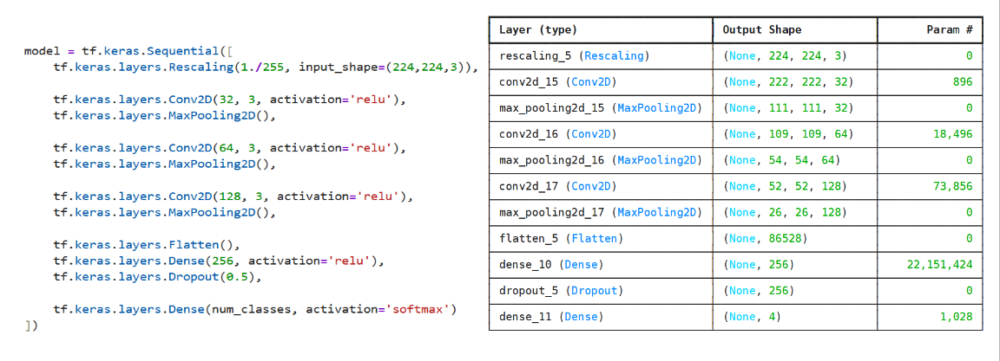 model = tf.keras.Sequential([
    tf.keras.layers.Rescaling(1./255, input_shape=(224,224,3)),
    tf.keras.layers.Conv2D(32, 3, activation='relu'),
    tf.keras.layers.MaxPooling2D(),
    tf.keras.layers.Conv2D(64, 3, activation='relu'),
    tf.keras.layers.MaxPooling2D(),
    tf.keras.layers.Conv2D(128, 3, activation='relu'),
    tf.keras.layers.MaxPooling2D(),
    tf.keras.layers.Flatten(),
    tf.keras.layers.Dense(256, activation='relu'),
    tf.keras.layers.Dropout(0.5),
    tf.keras.layers.Dense(num_classes, activation='softmax')
])
Layer (type) Output Shape Param #
rescaling_5 (Rescaling) (None, 224, 224, 3) 0
conv2d_15 (Conv2D) (None, 222, 222, 32) 896
max_pooling2d_15 (MaxPooling2D) (None, 111, 111, 32) 0
conv2d_16 (Conv2D) (None, 109, 109, 64) 18,496
max_pooling2d_16 (MaxPooling2D) (None, 54, 54, 64) 0
conv2d_17 (Conv2D) (None, 52, 52, 128) 73,856
max_pooling2d_17 (MaxPooling2D) (None, 26, 26, 128) 0
flatten_5 (Flatten) (None, 86528) 0
dense_10 (Dense) (None, 256) 22,151,424
dropout_5 (Dropout) (None, 256) 0
dense_11 (Dense) (None, 4) 1,028